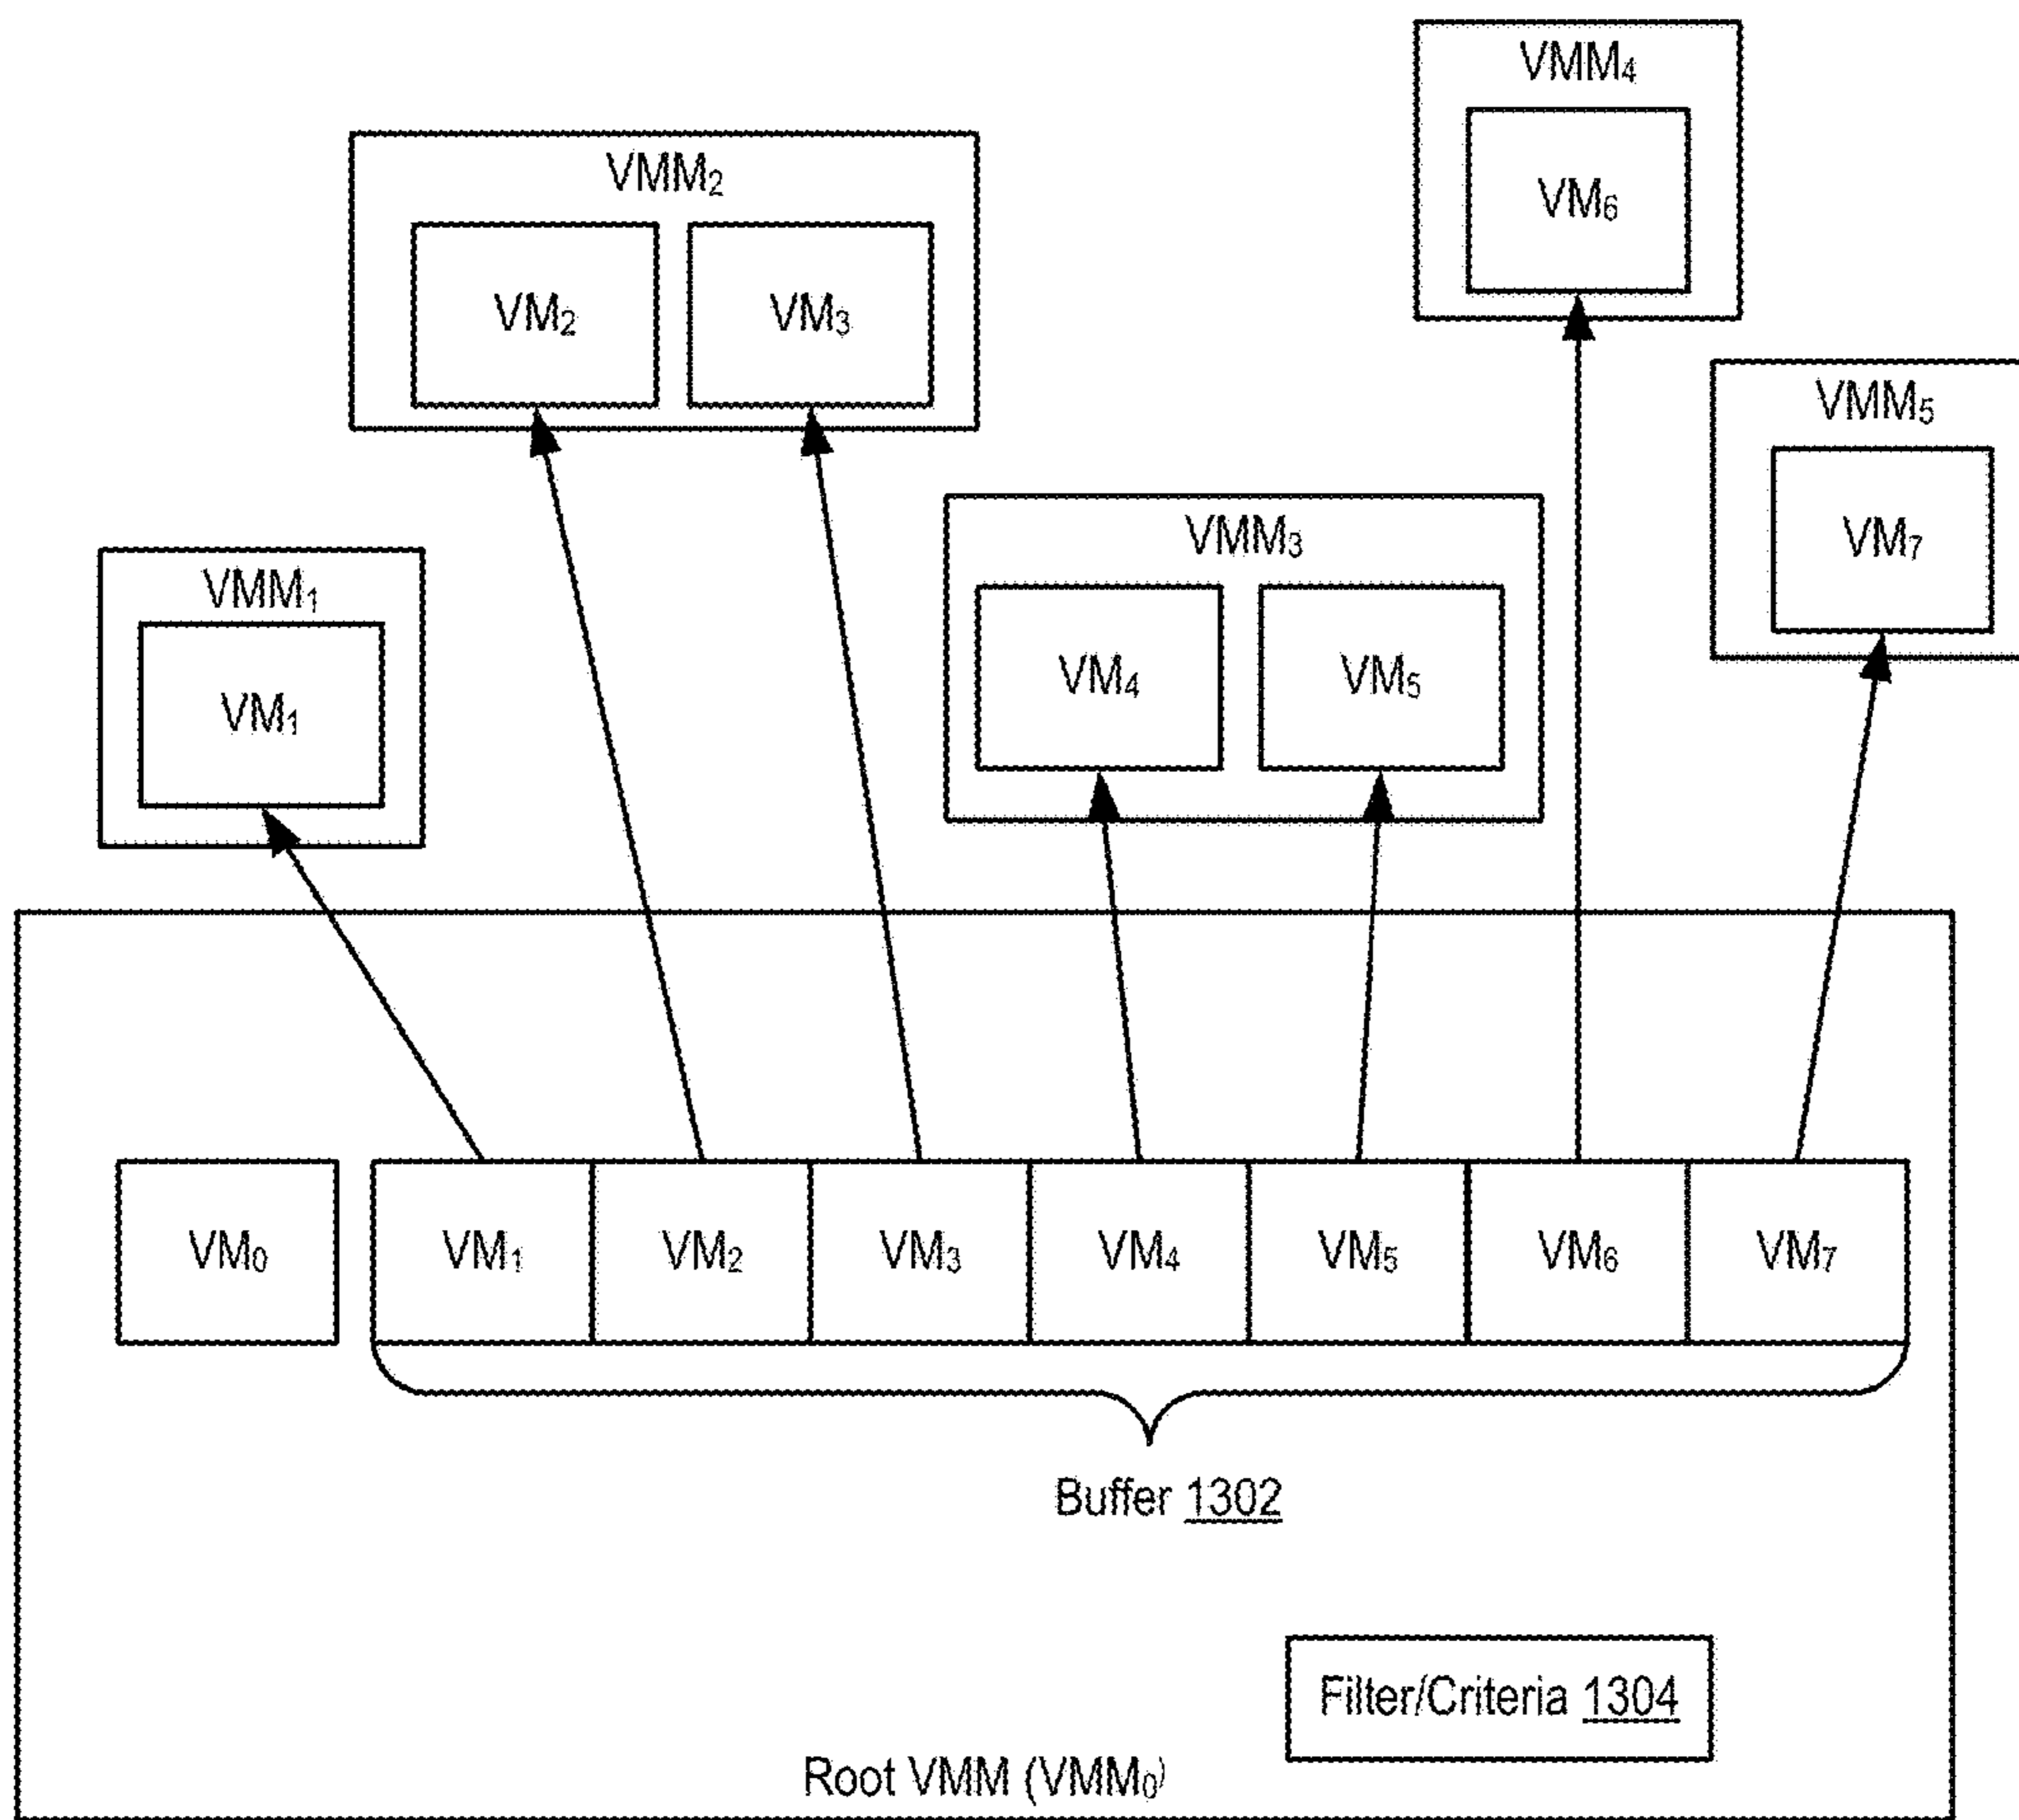 VMM₄
VM₆
VMM₂
VM₂ VM₃
VMM₅
VM₇
VMM₃
VM₄ VM₅
VMM₁
VM₁
VM₀ VM₁ VM₂ VM₃ VM₄ VM₅ VM₆ VM₇
Buffer 1302
Filter/Criteria 1304
Root VMM (VMM₀)